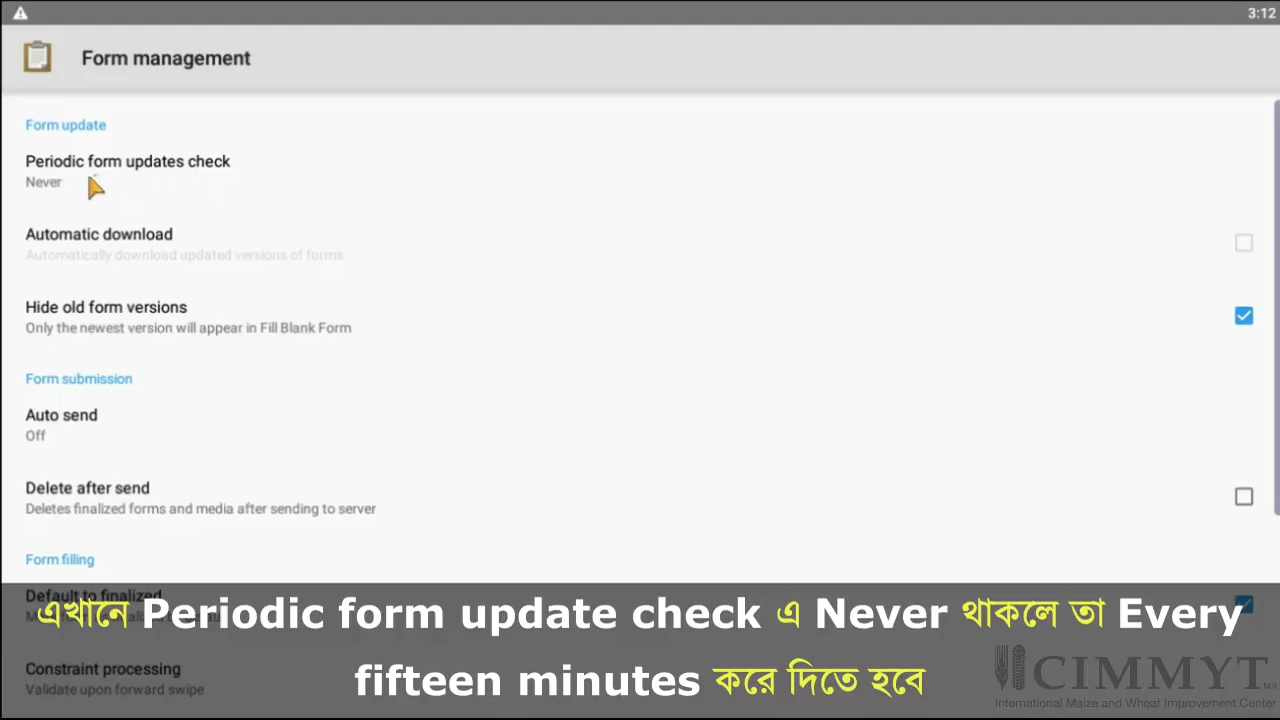 3:12
Form management
Form update
Periodic form updates check
Never
Automatic download
Automatically download updated versions of forms
Hide old form versions
Only the newest version will appear in Fill Blank Form
Form submission
Auto send
Off
Delete after send
Deletes finalized forms and media after sending to server
Form filling
Default to finalized
এখানে Periodic form update check এ Never থাকলে তা Every
fifteen minutes করে দিতে হবে
Constraint processing
Validate upon forward swipe
CIMMYT
International Maize and Wheat Improvement Center